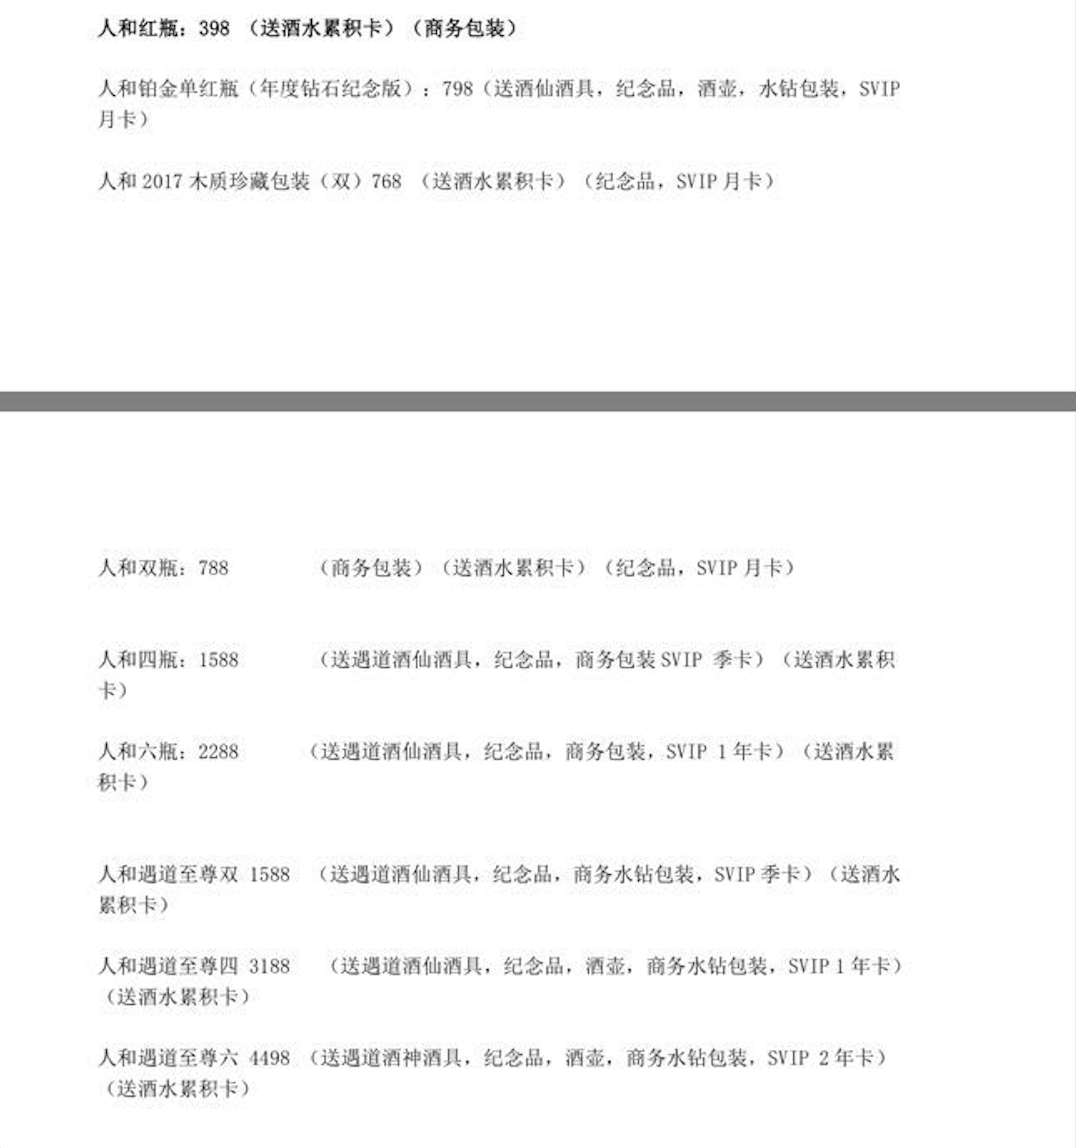 人和红瓶：398 （送酒水累积卡）（商务包装）
人和铂金单红瓶（年度钻石纪念版）：798（送酒仙酒具，纪念品，酒壶，水钻包装，SVIP
月卡）
人和 2017 木质珍藏包装（双）768 （送酒水累积卡）（纪念品，SVIP 月卡）
人和双瓶：788 （商务包装）（送酒水累积卡）（纪念品，SVIP 月卡）
人和四瓶：1588 （送遇道酒仙酒具，纪念品，商务包装 SVIP 季卡）（送酒水累积
卡）
人和六瓶：2288 （送遇道酒仙酒具，纪念品，商务包装，SVIP 1 年卡）（送酒水累
积卡）
人和遇道至尊双 1588 （送遇道酒仙酒具，纪念品，商务水钻包装，SVIP 季卡）（送酒水
累积卡）
人和遇道至尊四 3188 （送遇道酒仙酒具，纪念品，酒壶，商务水钻包装，SVIP 1 年卡）
（送酒水累积卡）
人和遇道至尊六 4498 （送遇道酒神酒具，纪念品，酒壶，商务水钻包装，SVIP 2 年卡）
（送酒水累积卡）